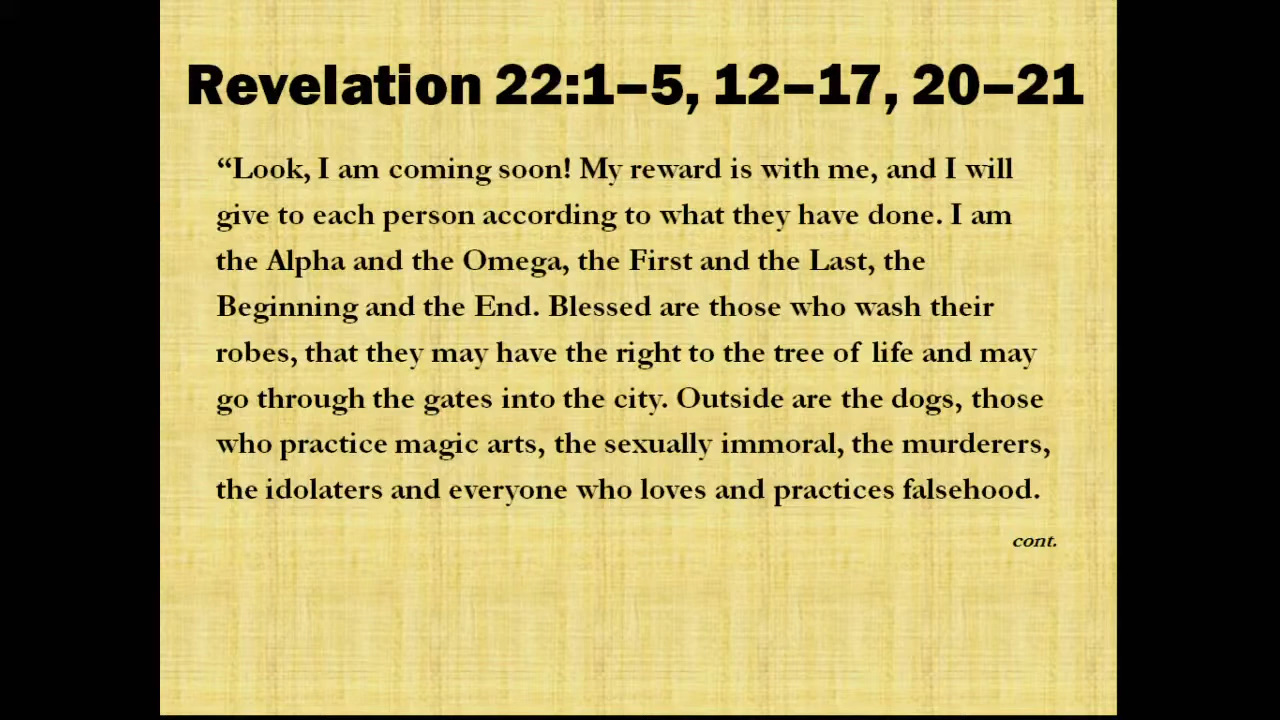 Revelation 22:1–5, 12–17, 20–21
“Look, I am coming soon! My reward is with me, and I will
give to each person according to what they have done. I am
the Alpha and the Omega, the First and the Last, the
Beginning and the End. Blessed are those who wash their
robes, that they may have the right to the tree of life and may
go through the gates into the city. Outside are the dogs, those
who practice magic arts, the sexually immoral, the murderers,
the idolaters and everyone who loves and practices falsehood.
cont.